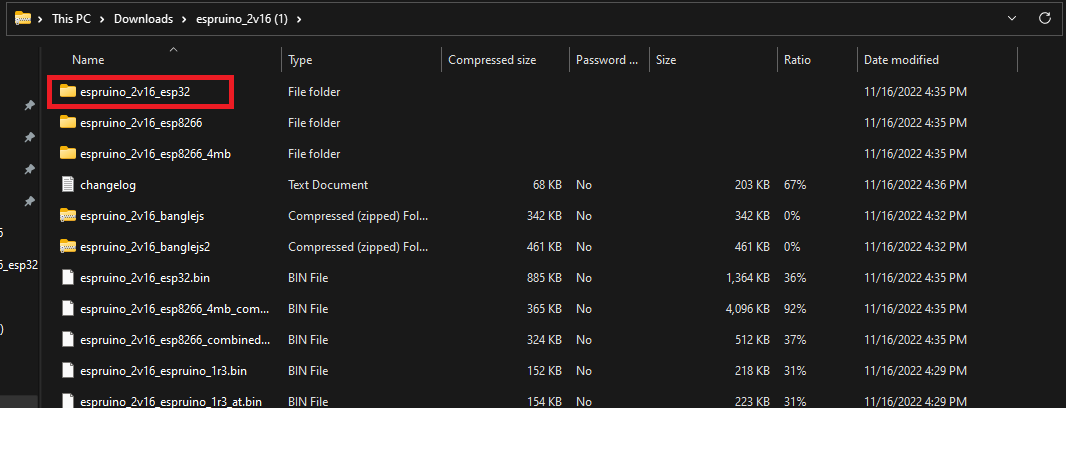 This PC > Downloads > espruino_2v16 (1) >
Name Type Compressed size Password ... Size Ratio Date modified
espruino_2v16_esp32 File folder 11/16/2022 4:35 PM
espruino_2v16_esp8266 File folder 11/16/2022 4:35 PM
espruino_2v16_esp8266_4mb File folder 11/16/2022 4:35 PM
changelog Text Document 68 KB No 203 KB 67% 11/16/2022 4:36 PM
espruino_2v16_banglejs Compressed (zipped) Fol... 342 KB No 342 KB 0% 11/16/2022 4:32 PM
espruino_2v16_banglejs2 Compressed (zipped) Fol... 461 KB No 461 KB 0% 11/16/2022 4:32 PM
6_esp32 espruino_2v16_esp32.bin BIN File 885 KB No 1,364 KB 36% 11/16/2022 4:35 PM
espruino_2v16_esp8266_4mb_com... BIN File 365 KB No 4,096 KB 92% 11/16/2022 4:35 PM
espruino_2v16_esp8266_combined... BIN File 324 KB No 512 KB 37% 11/16/2022 4:35 PM
espruino_2v16_espruino_1r3.bin BIN File 152 KB No 218 KB 31% 11/16/2022 4:29 PM
espruino_2v16_espruino_1r3_at.bin BIN File 154 KB No 223 KB 31% 11/16/2022 4:29 PM